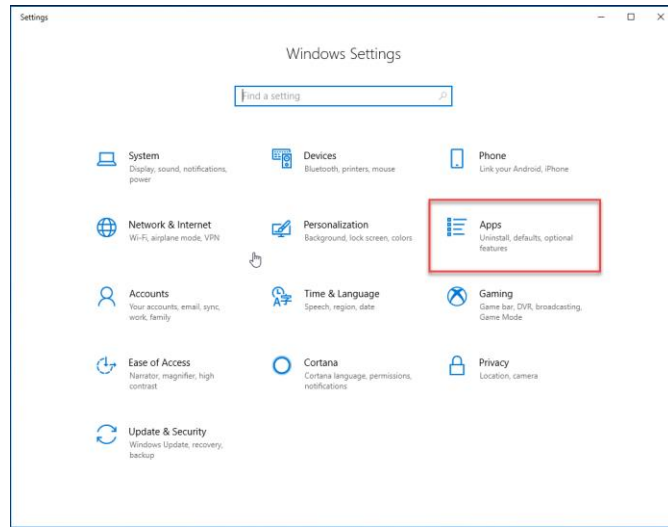 Settings
Windows Settings
Find a setting
System
Display, sound, notifications,
power
Devices
Bluetooth, printers, mouse
Phone
Link your Android, iPhone
Network & Internet
Wi-Fi, airplane mode, VPN
Personalization
Background, lock screen, colors
Apps
Uninstall, defaults, optional
features
Accounts
Your accounts, email, sync,
work, family
Time & Language
Speech, region, date
Gaming
Game bar, DVR, broadcasting,
Game Mode
Ease of Access
Narrator, magnifier, high
contrast
Cortana
Cortana language, permissions,
notifications
Privacy
Location, camera
Update & Security
Windows Update, recovery,
backup